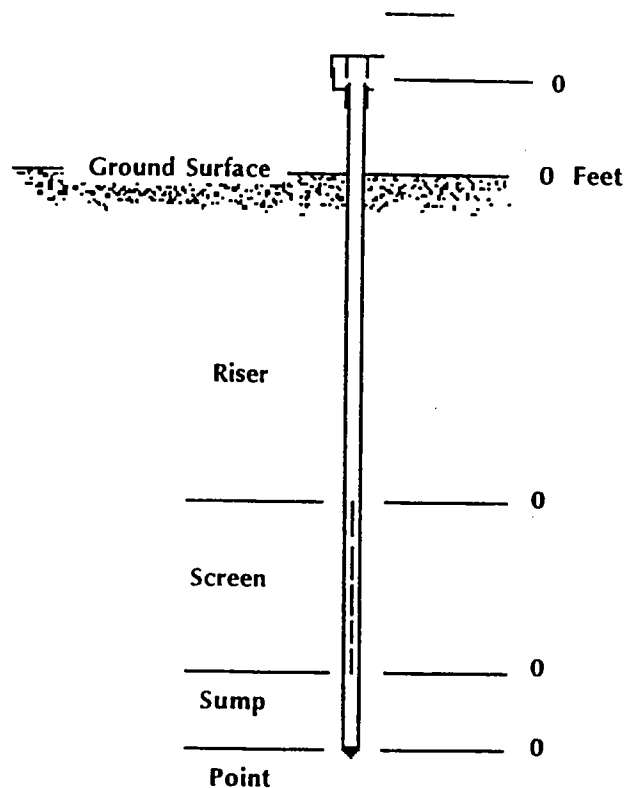 0
Ground Surface
0 Feet
Riser
0
Screen
0
Sump
0
Point